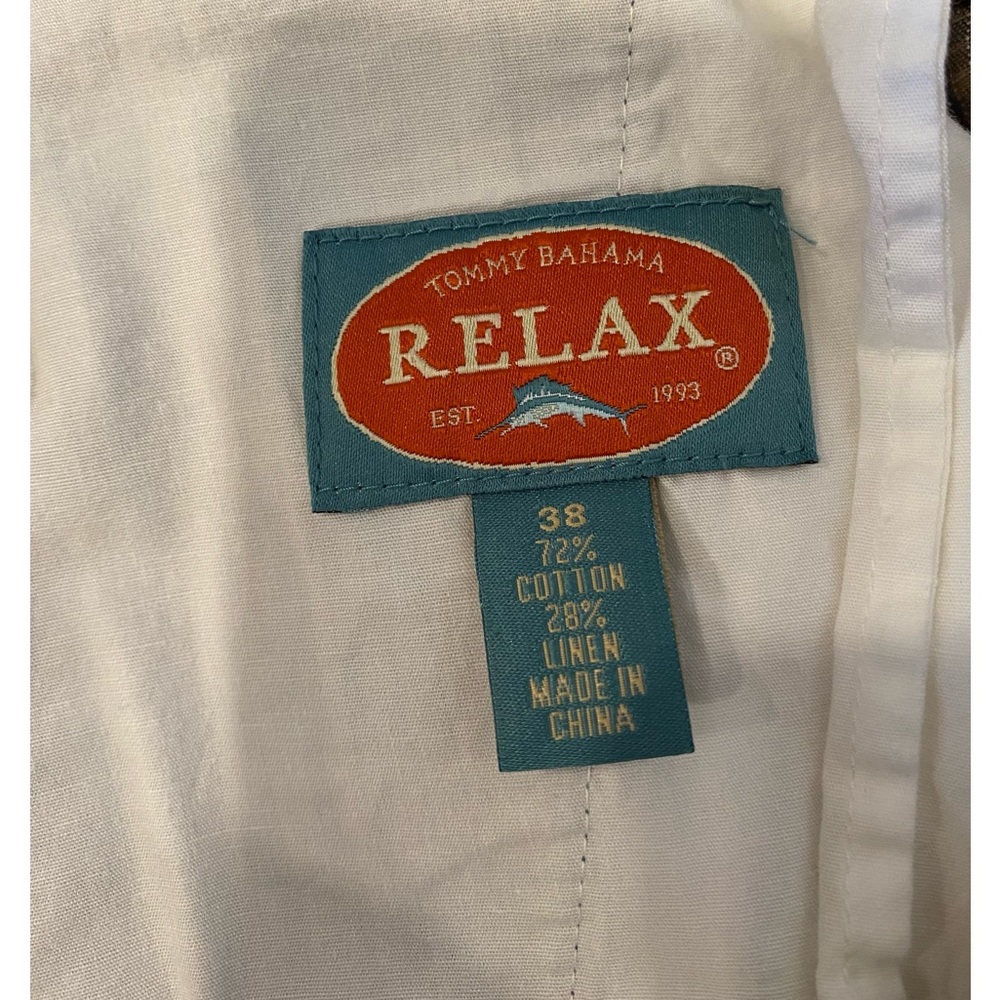 TOMMY BAHAMA
RELAX®
EST. 1993
38
72%
COTTON
28%
LINEN
MADE IN
CHINA